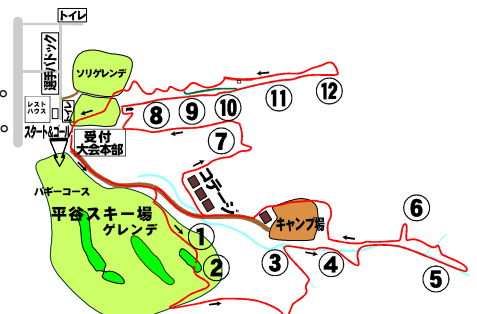 トイレ
選手パドック
ソリゲレンデ
レスト
ハウス
トイレ
スタート&ゴール
受付
大会本部
バギーコース
平谷スキー場
ゲレンデ
コテージ
キャンプ場
1
2
3
4
5
6
7
8
9
10
11
12